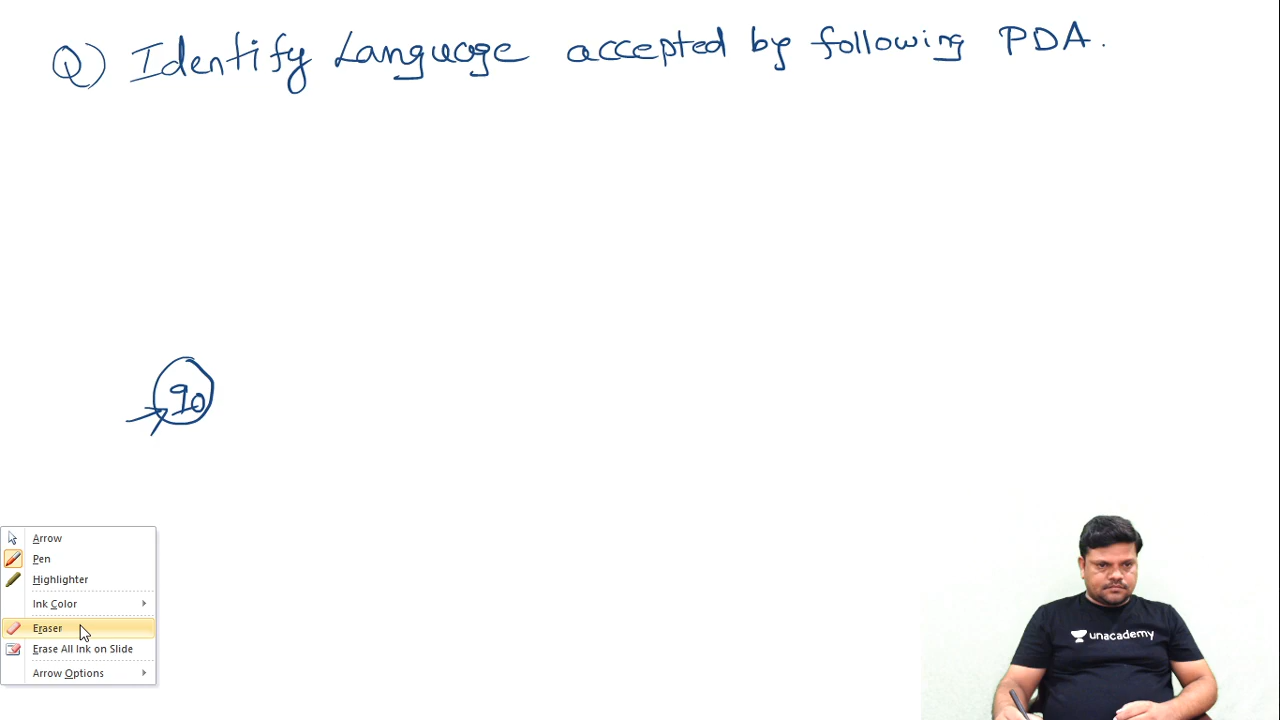 Q) Identify Language accepted by following PDA.
q0
Arrow
Pen
Highlighter
Ink Color
Eraser
Erase All Ink on Slide
Arrow Options
unacademy